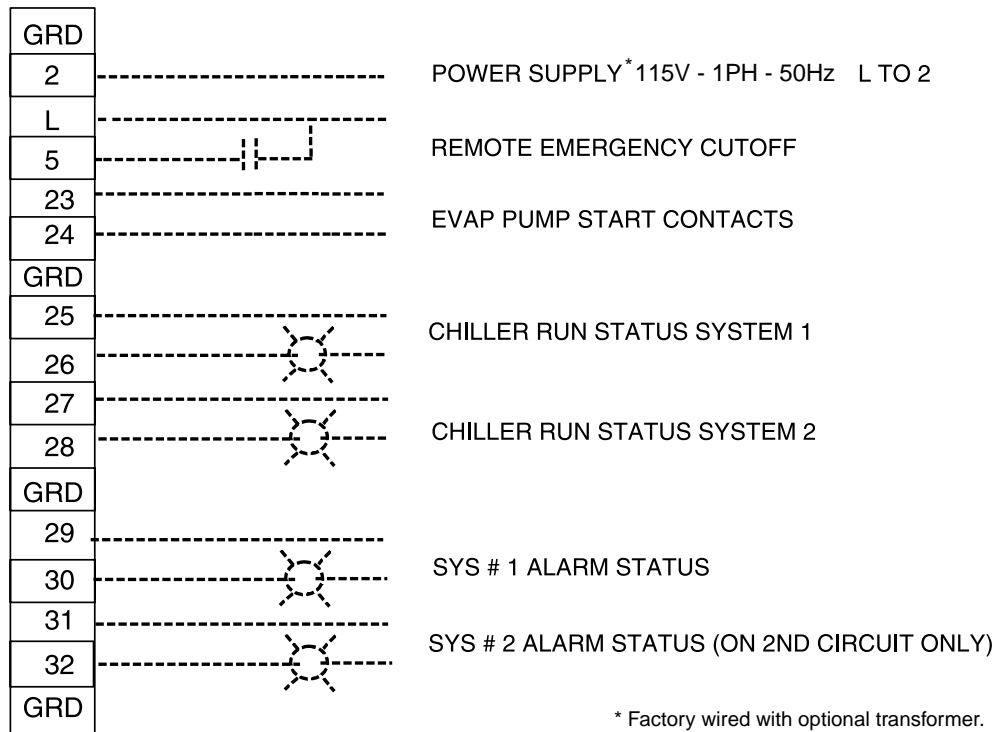 GRD
2 POWER SUPPLY*115V - 1PH - 50Hz L TO 2
L
5 REMOTE EMERGENCY CUTOFF
23
EVAP PUMP START CONTACTS
24
GRD
25
CHILLER RUN STATUS SYSTEM 1
26
27
CHILLER RUN STATUS SYSTEM 2
28
GRD
29
SYS # 1 ALARM STATUS
30
31
SYS # 2 ALARM STATUS (ON 2ND CIRCUIT ONLY)
32
GRD
* Factory wired with optional transformer.